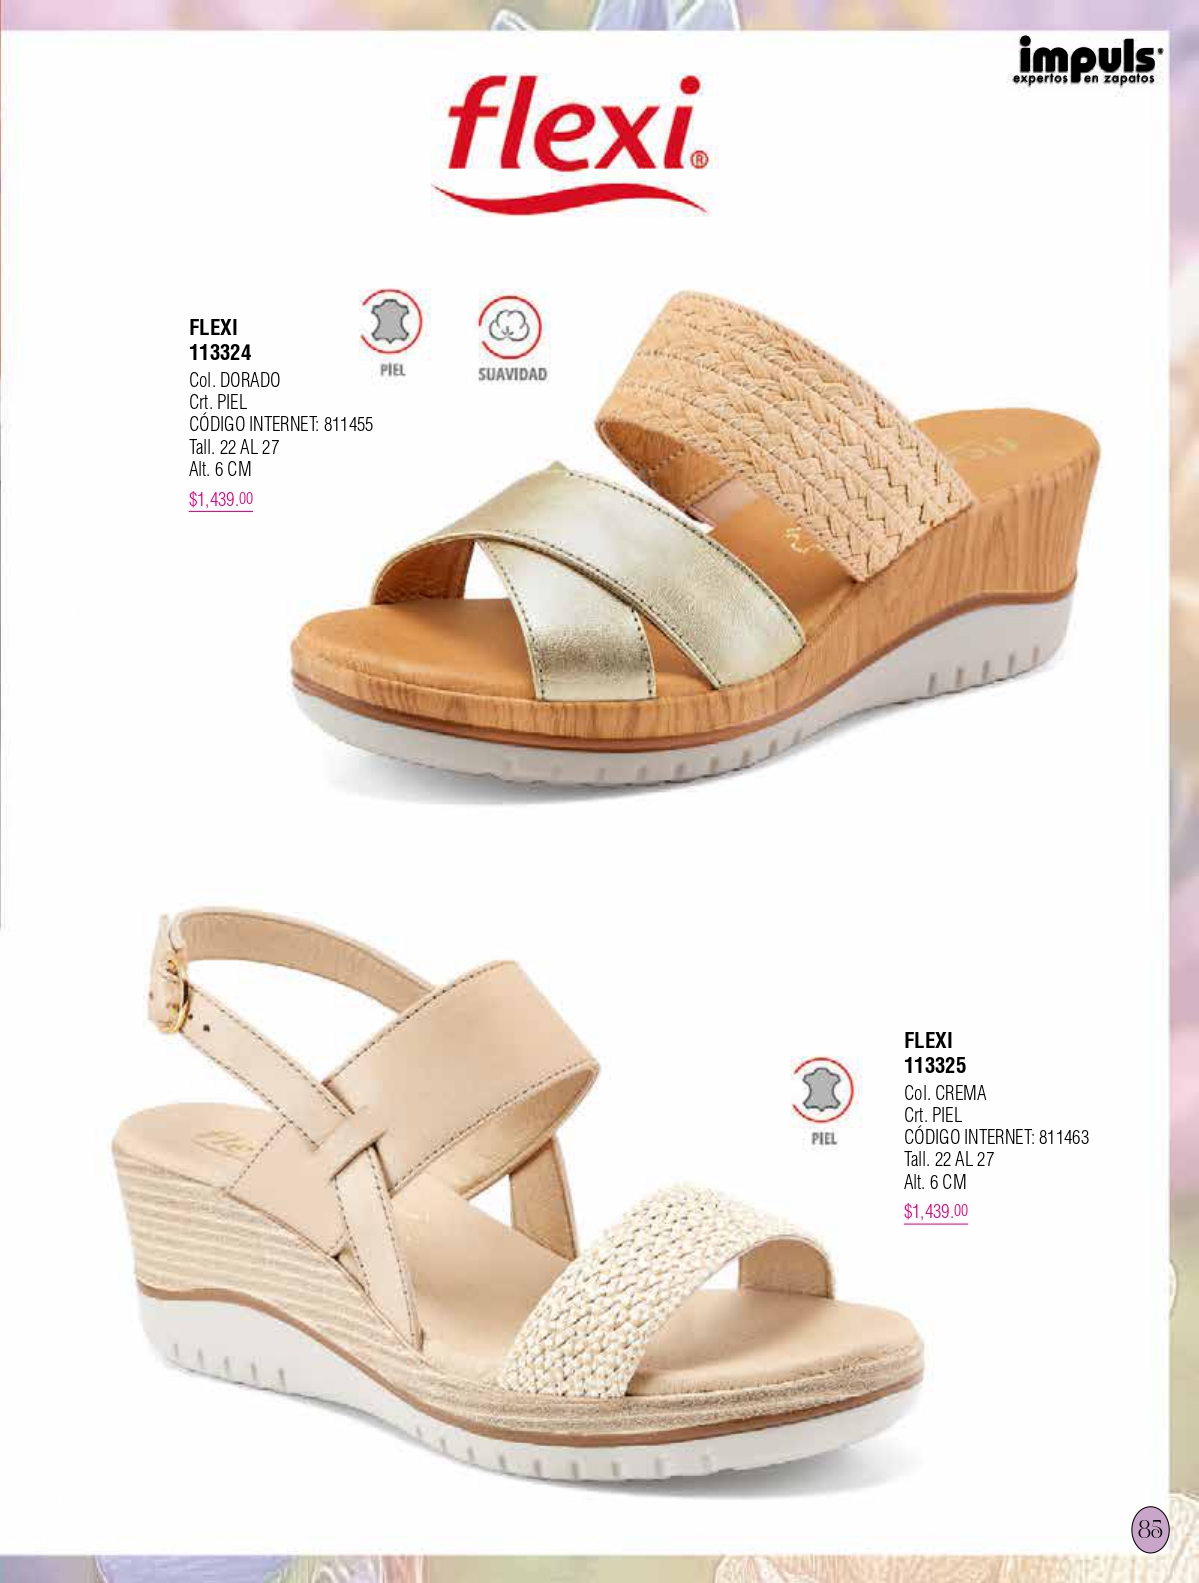 impuls
expertos en zapatos
flexi®
FLEXI
113324
Col. DORADO
Crt. PIEL
CÓDIGO INTERNET: 811455
Tall. 22 AL 27
Alt. 6 CM
$1,439.00
PIEL
SUAVIDAD
FLEXI
113325
Col. CREMA
Crt. PIEL
CÓDIGO INTERNET: 811463
Tall. 22 AL 27
Alt. 6 CM
$1,439.00
PIEL
85